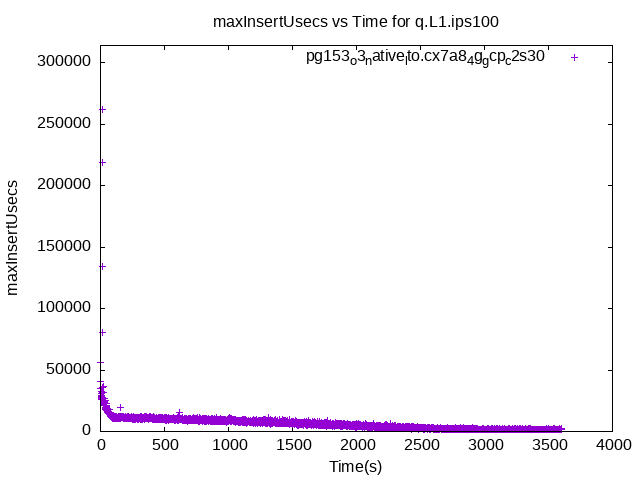 maxInsertUsecs vs Time for q.L1.ips100
pg153_o3_native_lto.cx7a8_4g_gcp_c2s30
300000
250000
200000
150000
100000
50000
0
maxInsertUsecs
0 500 1000 1500 2000 2500 3000 3500 4000
Time(s)